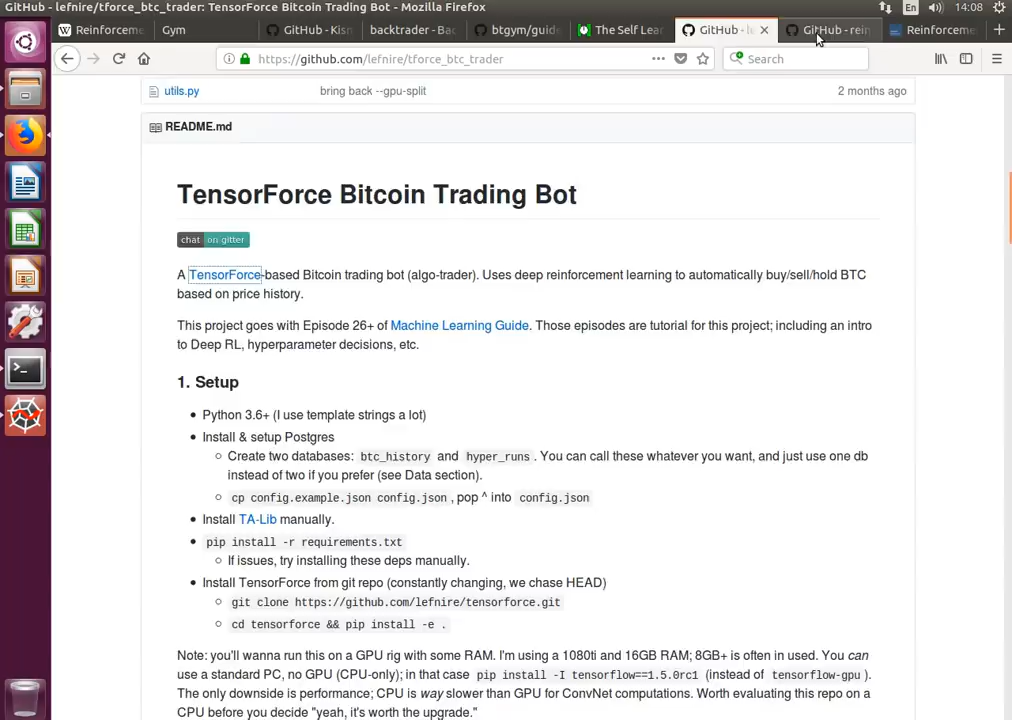 GitHub - lefnire/tforce_btc_trader: TensorForce Bitcoin Trading Bot - Mozilla Firefox
En 14:08
Reinforceme Gym GitHub - Kisn backtrader - Bac btgym/guide The Self Lear GitHub - le GitHub - rein Reinforceme
https://github.com/lefnire/tforce_btc_trader Search
utils.py bring back --gpu-split 2 months ago
README.md
TensorForce Bitcoin Trading Bot
chat on gitter
A TensorForce-based Bitcoin trading bot (algo-trader). Uses deep reinforcement learning to automatically buy/sell/hold BTC
based on price history.
This project goes with Episode 26+ of Machine Learning Guide. Those episodes are tutorial for this project; including an intro
to Deep RL, hyperparameter decisions, etc.
1. Setup
• Python 3.6+ (I use template strings a lot)
• Install & setup Postgres
○ Create two databases: btc_history and hyper_runs . You can call these whatever you want, and just use one db
instead of two if you prefer (see Data section).
○ cp config.example.json config.json , pop ^ into config.json
• Install TA-Lib manually.
• pip install -r requirements.txt
○ If issues, try installing these deps manually.
• Install TensorForce from git repo (constantly changing, we chase HEAD)
○ git clone https://github.com/lefnire/tensorforce.git
○ cd tensorforce && pip install -e .
Note: you'll wanna run this on a GPU rig with some RAM. I'm using a 1080ti and 16GB RAM; 8GB+ is often in used. You can
use a standard PC, no GPU (CPU-only); in that case pip install -I tensorflow==1.5.0rc1 (instead of tensorflow-gpu ).
The only downside is performance; CPU is way slower than GPU for ConvNet computations. Worth evaluating this repo on a
CPU before you decide "yeah, it's worth the upgrade."